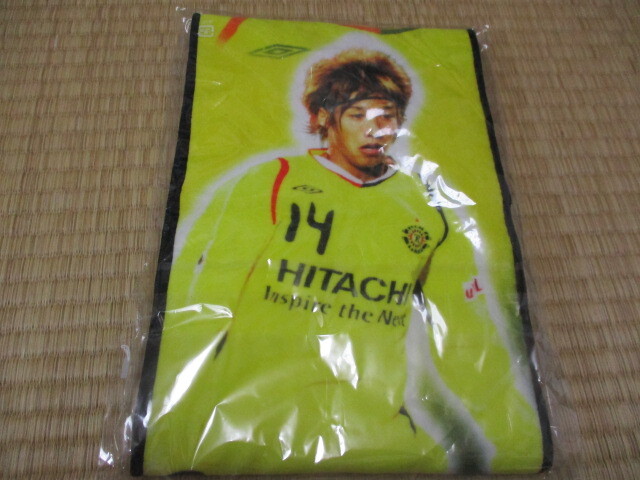 14
HITACHI
Inspire the Next